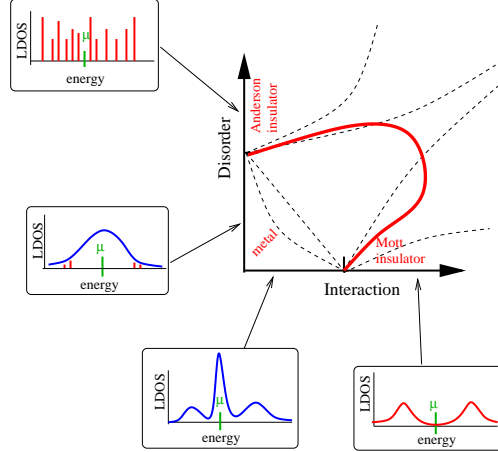 LDOS
μ
energy
Disorder
Anderson
insulator
LDOS
μ
energy
metal
Mott
insulator
Interaction
LDOS
μ
energy
LDOS
μ
energy